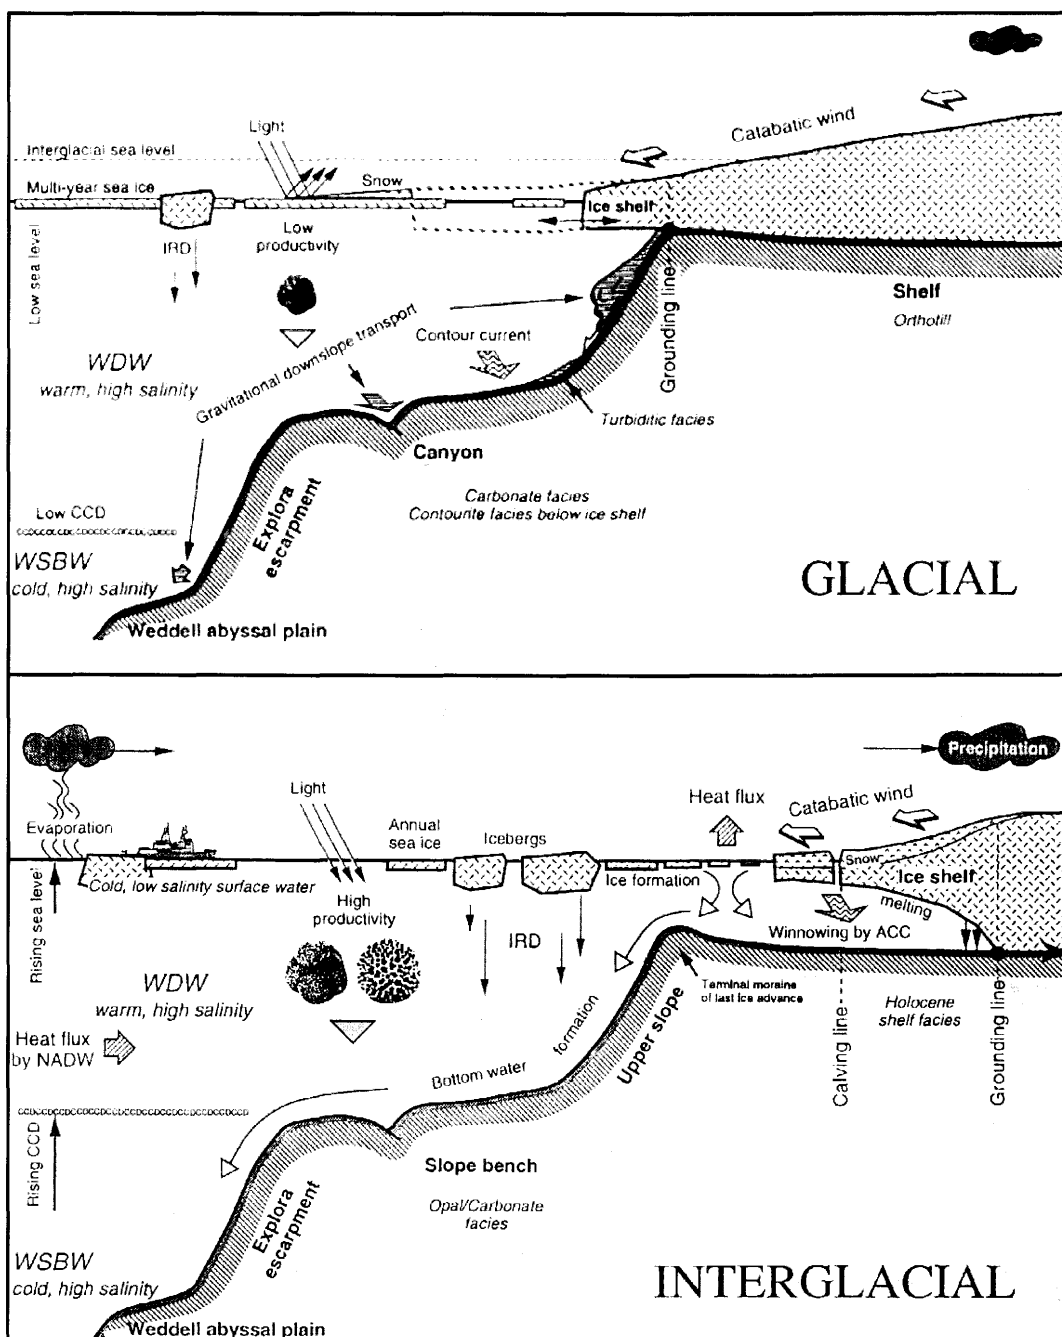 Catabatic wind
Light
Interglacial sea level
Multi-year sea ice
Snow
Ice shelf
IRD
Low
productivity
Low sea level
Gravitational downslope transport
Contour current
Grounding line
Shelf
Orthotill
WDW
warm, high salinity
Turbiditic facies
Canyon
Carbonate facies
Contourite facies below ice shelf
Explora
escarpment
Low CCD
WSBW
cold, high salinity
GLACIAL
Weddell abyssal plain
Precipitation
Evaporation
Light
Heat flux
Catabatic wind
Annual
sea ice
Icebergs
Snow
Ice shelf
Cold, low salinity surface water
Ice formation
melting
Rising sea level
High
productivity
IRD
Winnowing by ACC
WDW
warm, high salinity
Terminal moraine
of last ice advance
Holocene
shelf facies
Heat flux
by NADW
Bottom water
formation
Upper slope
Calving line
Grounding line
Rising CCD
Slope bench
Opal/Carbonate
facies
Explora
escarpment
WSBW
cold, high salinity
INTERGLACIAL
Weddell abyssal plain